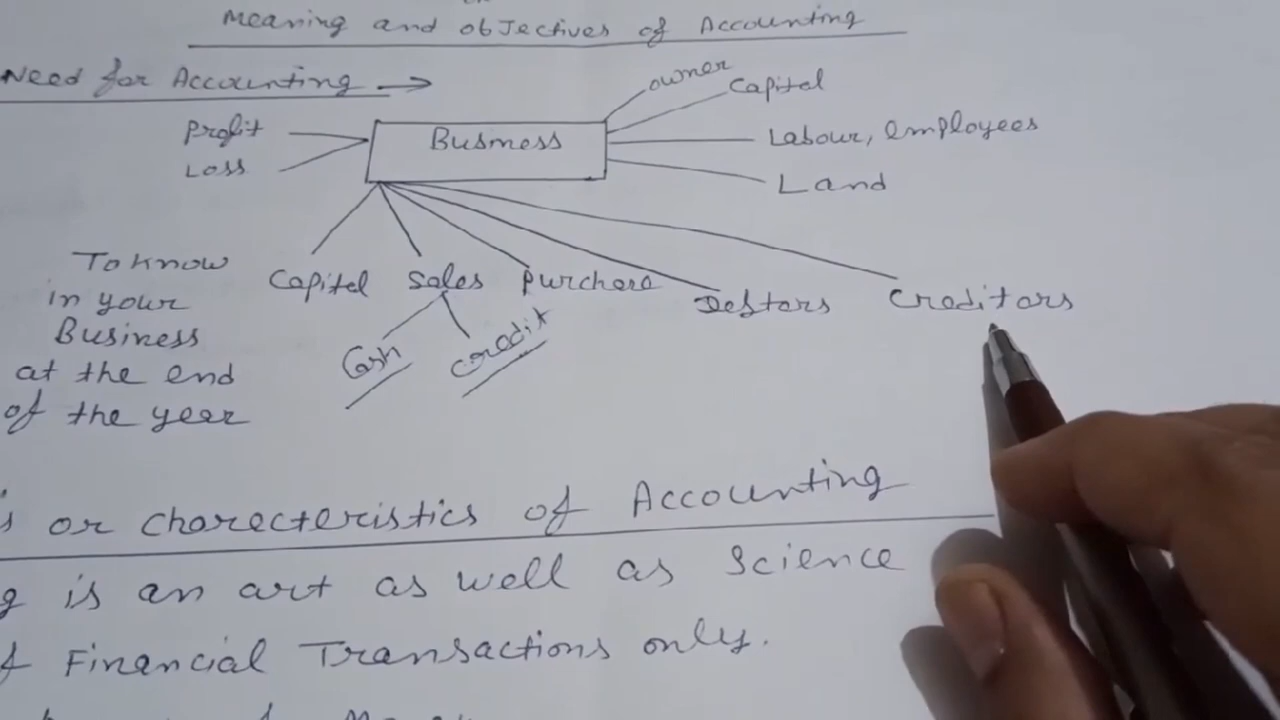 Meaning and objectives of Accounting
Need for Accounting →
owner
Capital
Profit
Business
Labour, employees
Loss
Land
To know
in your
Business
at the end
of the year
Capital
Sales
Purchase
Debtors
Creditors
Cash
Credit
or charecteristics of Accounting
is an art as well as Science
Financial Transactions only.